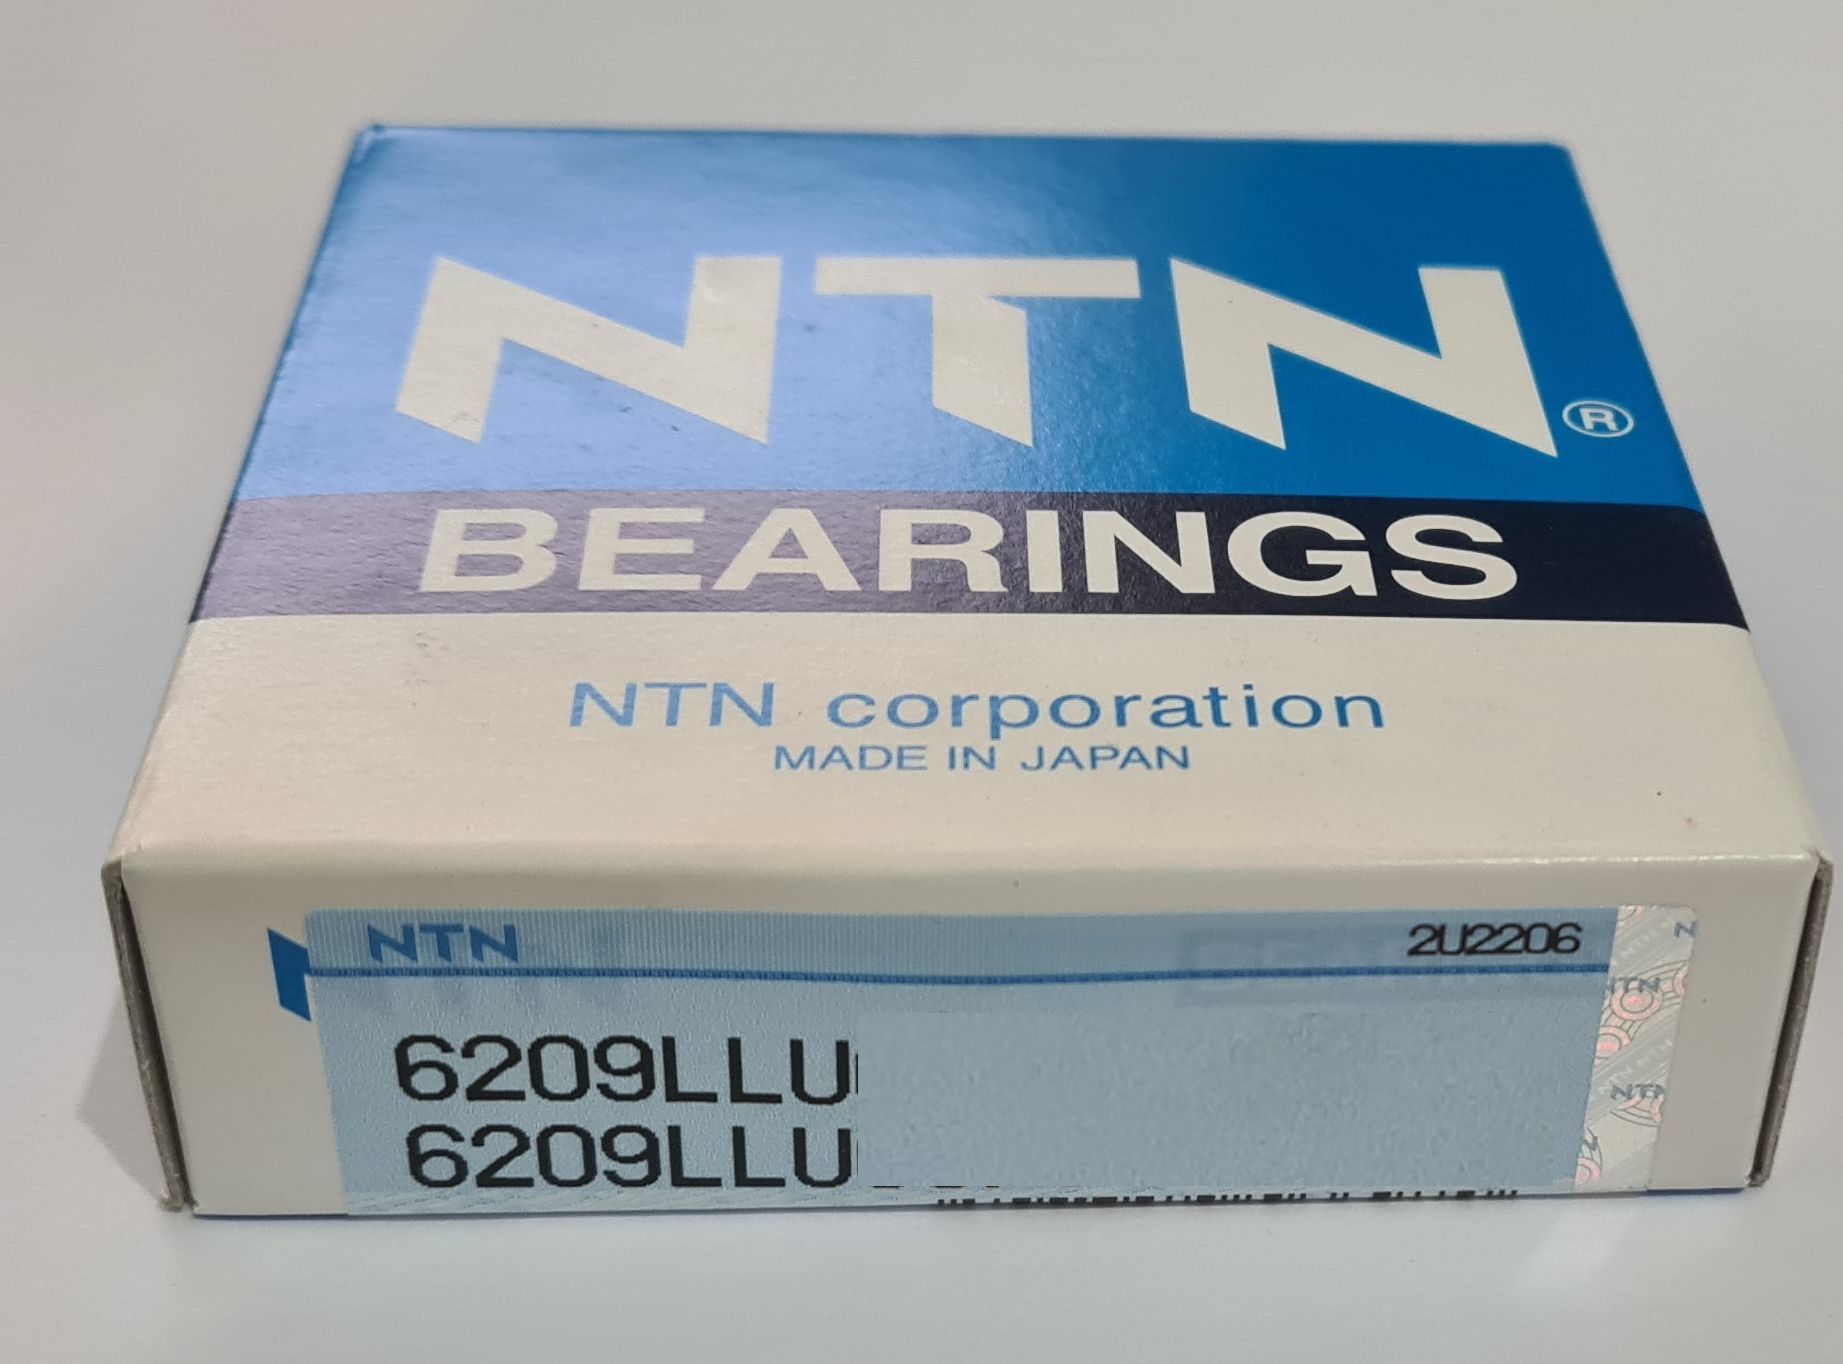 NTN®
BEARINGS
NTN corporation
MADE IN JAPAN
NTN 2U2206
6209LLU
6209LLU